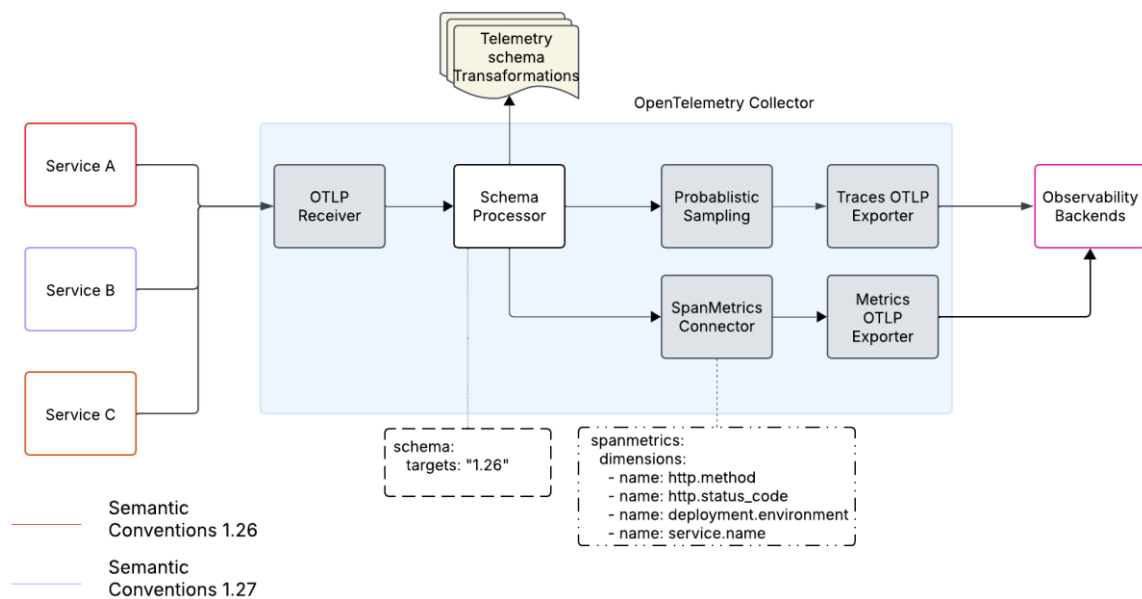 Telemetry
schema
Transaformations
OpenTelemetry Collector
Service A
OTLP
Receiver
Schema
Processor
Probablistic
Sampling
Traces OTLP
Exporter
Observability
Backends
Service B
SpanMetrics
Connector
Metrics
OTLP
Exporter
Service C
schema:
targets: "1.26"
spanmetrics:
dimensions:
- name: http.method
- name: http.status_code
- name: deployment.environment
- name: service.name
Semantic
Conventions 1.26
Semantic
Conventions 1.27